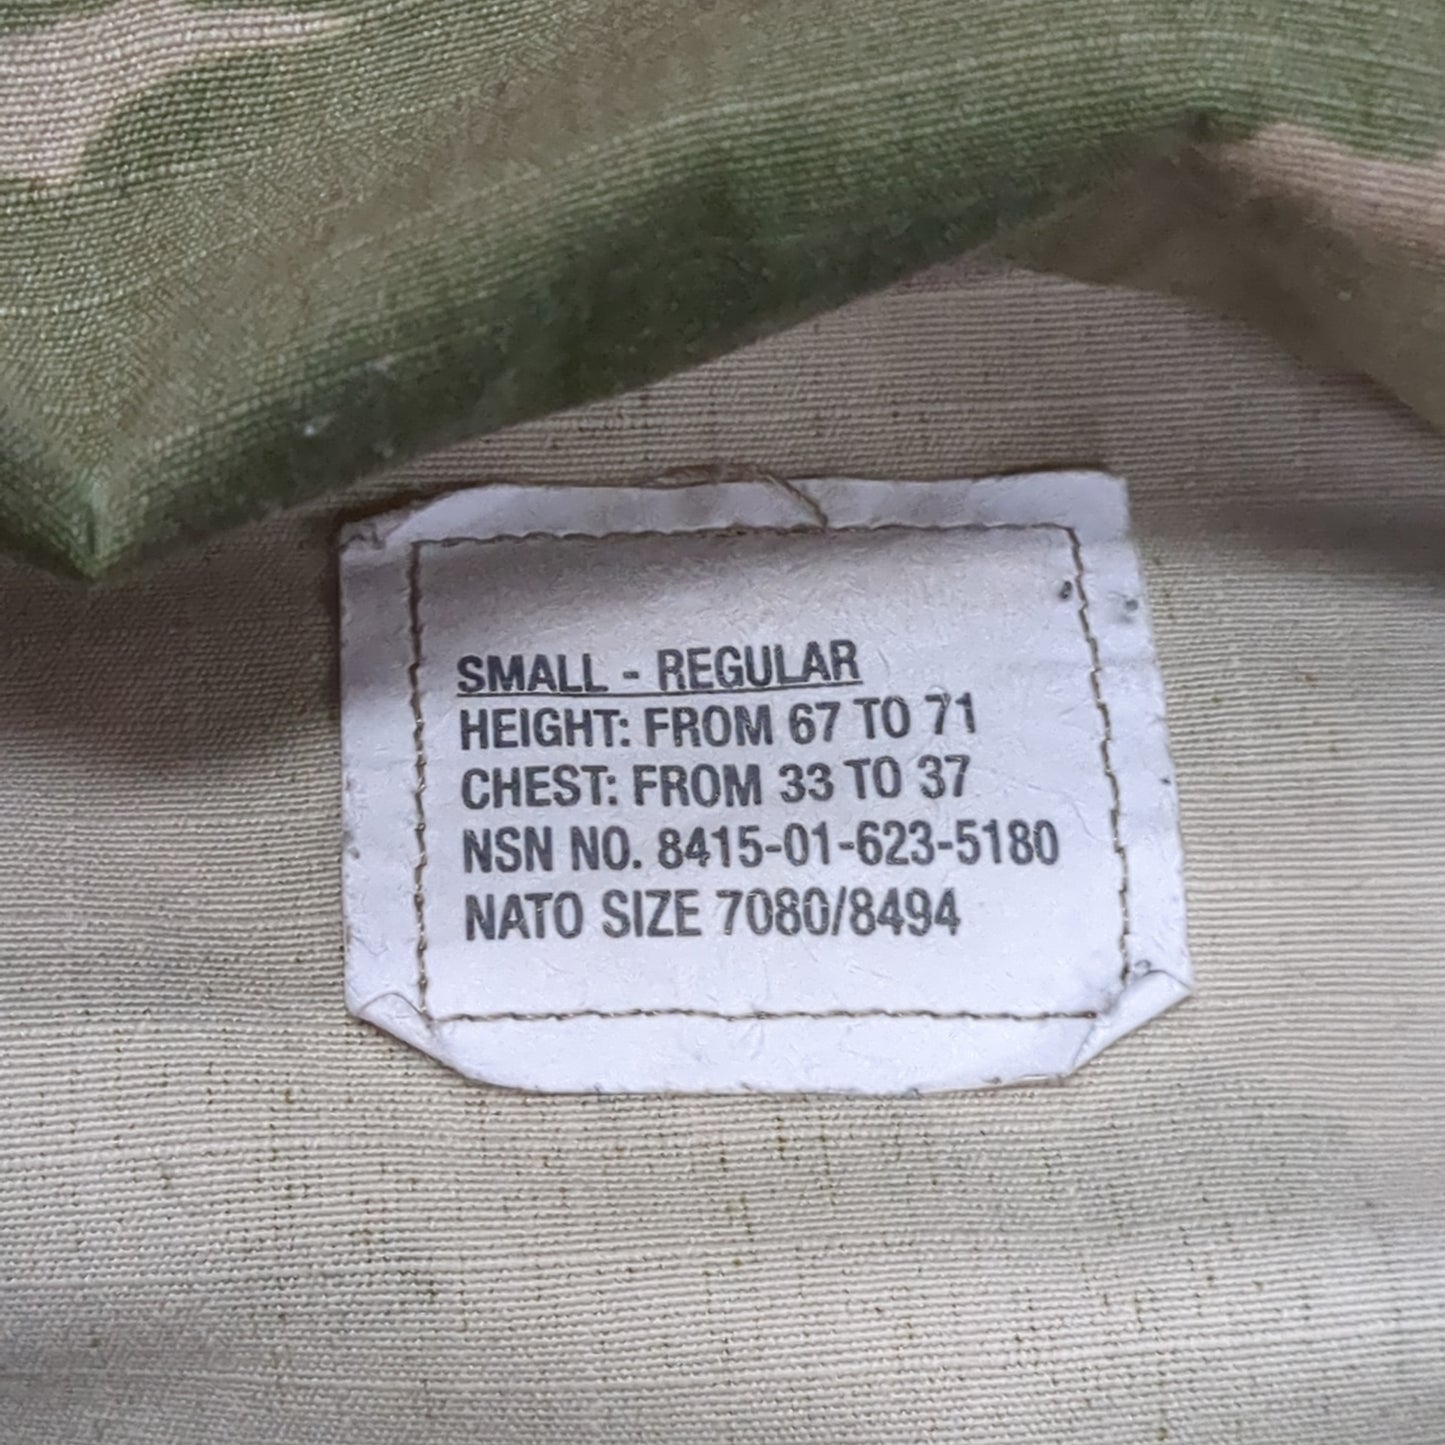 SMALL - REGULAR
HEIGHT: FROM 67 TO 71
CHEST: FROM 33 TO 37
NSN NO. 8415-01-623-5180
NATO SIZE 7080/8494